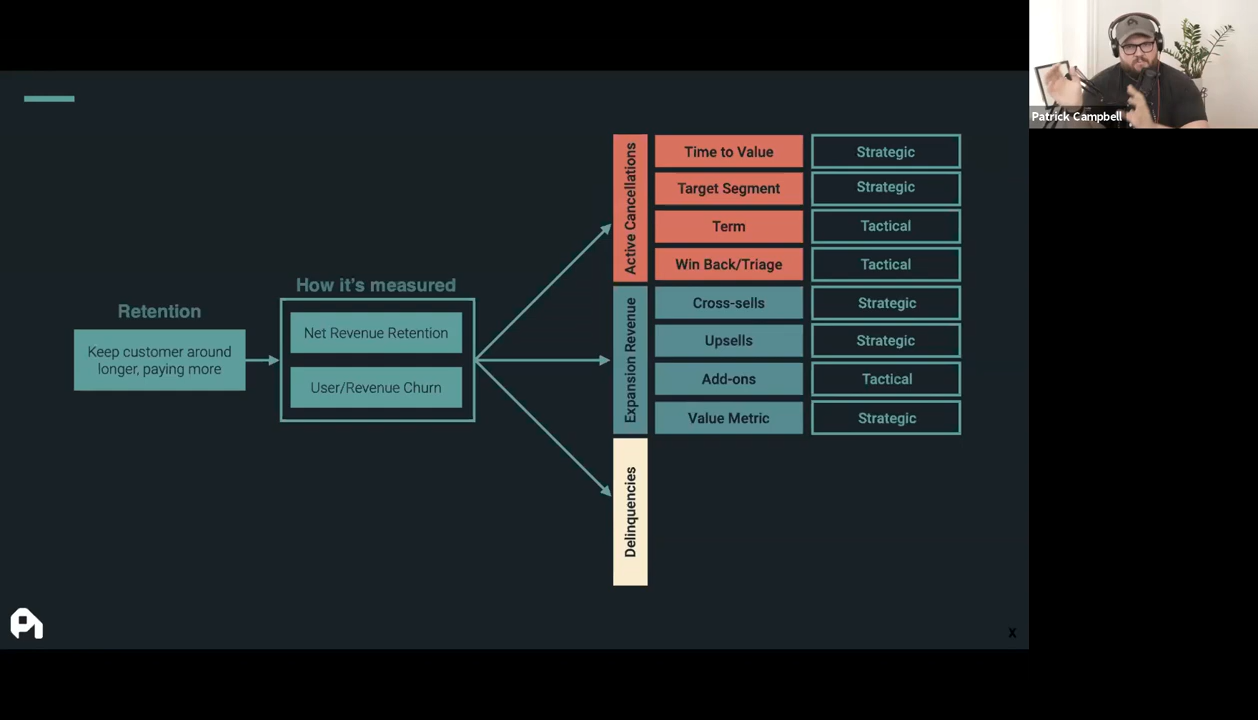 Patrick Campbell
Retention
Keep customer around
longer, paying more
How it's measured
Net Revenue Retention
User/Revenue Churn
Active Cancellations
Time to Value
Strategic
Target Segment
Strategic
Term
Tactical
Win Back/Triage
Tactical
Expansion Revenue
Cross-sells
Strategic
Upsells
Strategic
Add-ons
Tactical
Value Metric
Strategic
Delinquencies
X